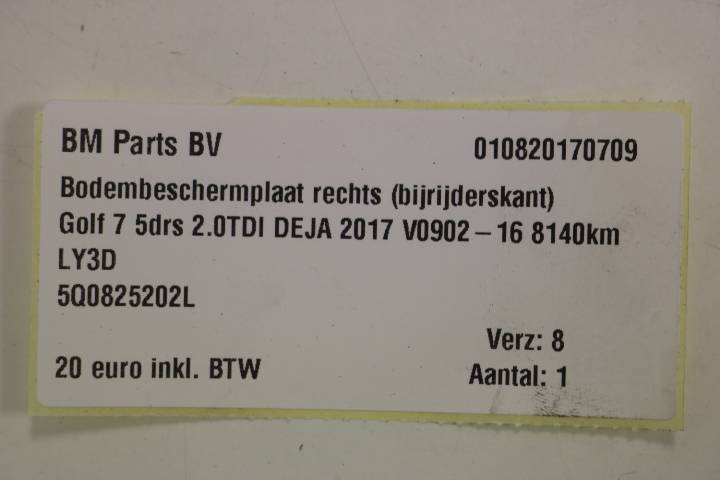 BM Parts BV 010820170709
Bodembeschermplaat rechts (bijrijderskant)
Golf 7 5drs 2.0TDI DEJA 2017 V0902 – 16 8140km
LY3D
5Q0825202L
Verz: 8
20 euro inkl. BTW Aantal: 1